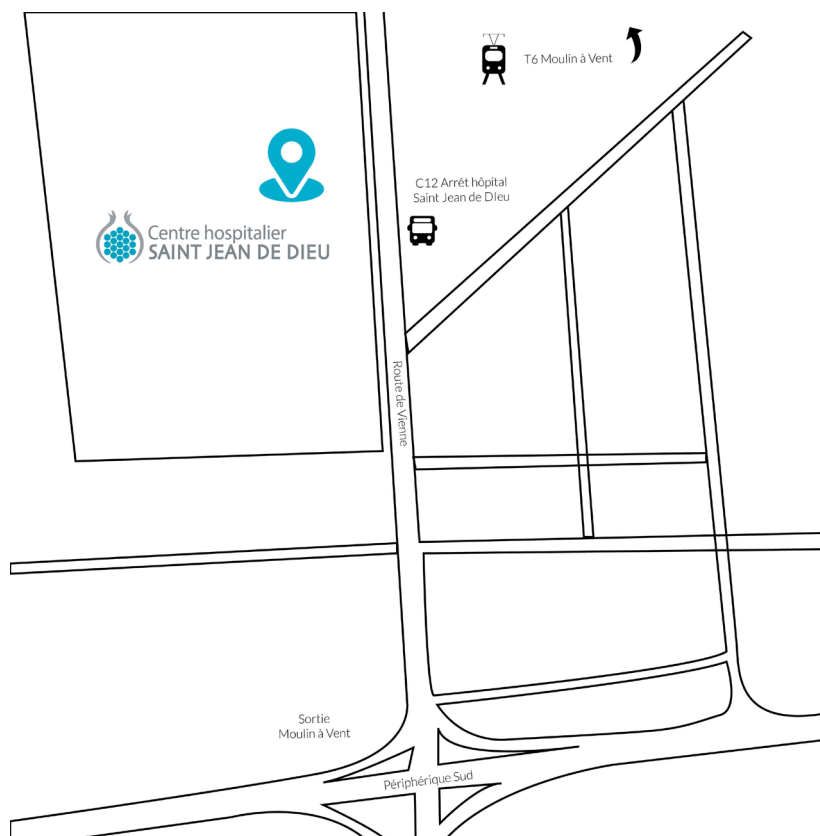 T6 Moulin à Vent
C12 Arrêt hôpital
Saint Jean de DIeu
Centre hospitalier
SAINT JEAN DE DIEU
Route de Vienne
Sortie
Moulin à Vent
Périphérique Sud